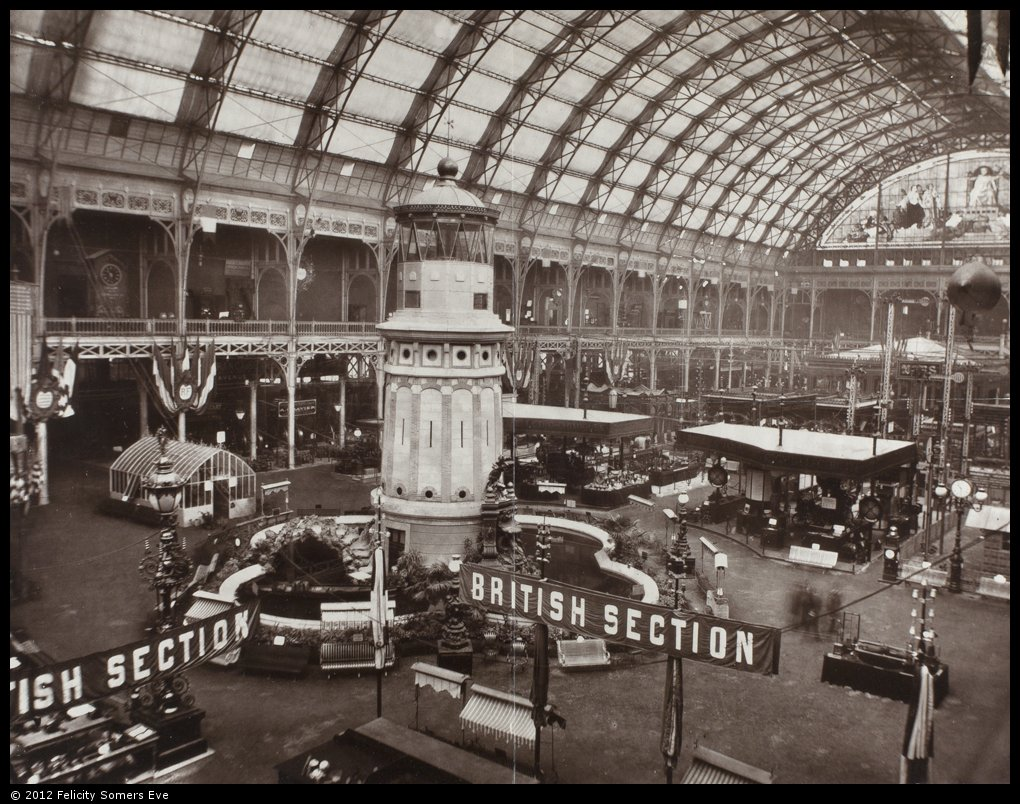 BRITISH SECTION
ISH SECTION
© 2012 Felicity Somers Eve